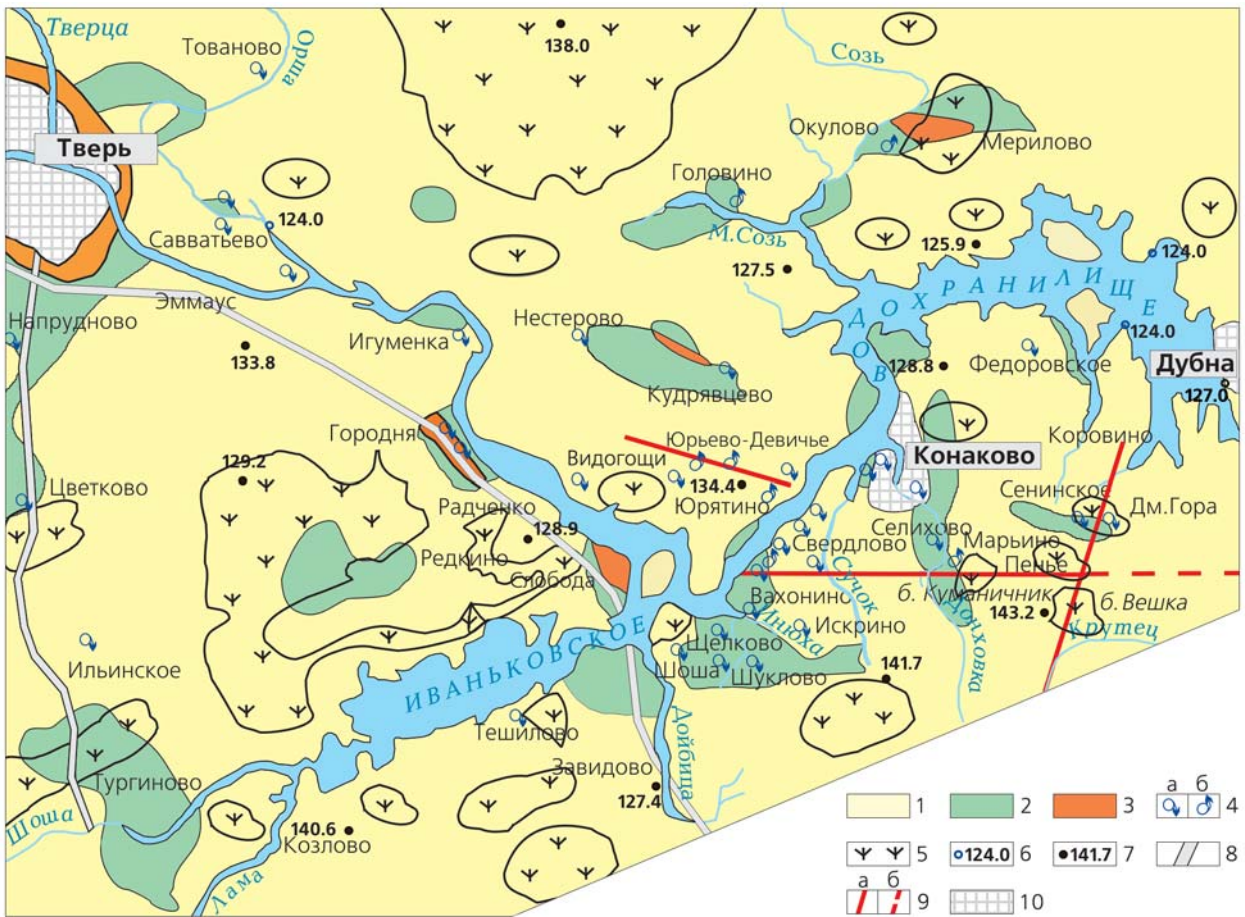 Тверца
Тованово
Орша
138.0
Созь
Окулово
Мерилово
Тверь
Головино
124.0
Савватьево
М.Созь
125.9
127.5
124.0
Эммаус
Напрудново
133.8
Игуменка
Нестерово
ИВАНЬКОВСКОЕ ВОДОХРАНИЛИЩЕ
124.0
128.8
Федоровское
Дубна
127.0
Кудрявцево
Городня
Юрьево-Девичье
Коровино
129.2
Видогощи
134.4
Конаково
Цветково
Радченко
Юрятино
Сенинское
Дм.Гора
128.9
Редкино
Слобода
Свердлово
Селихово
Марьино
Пенье
Сучок
Вахонино
б. Куманичник
143.2
б. Вешка
Инюха
Искрино
Донховка
Крутец
Ильинское
Щелково
Шоша
Шуклово
141.7
Тешилово
Дойбица
Завидово
127.4
Тургиново
Шоша
140.6
Козлово
Лама
1 2 3 а б 4
5 124.0 6 141.7 7 8
а б 9 10